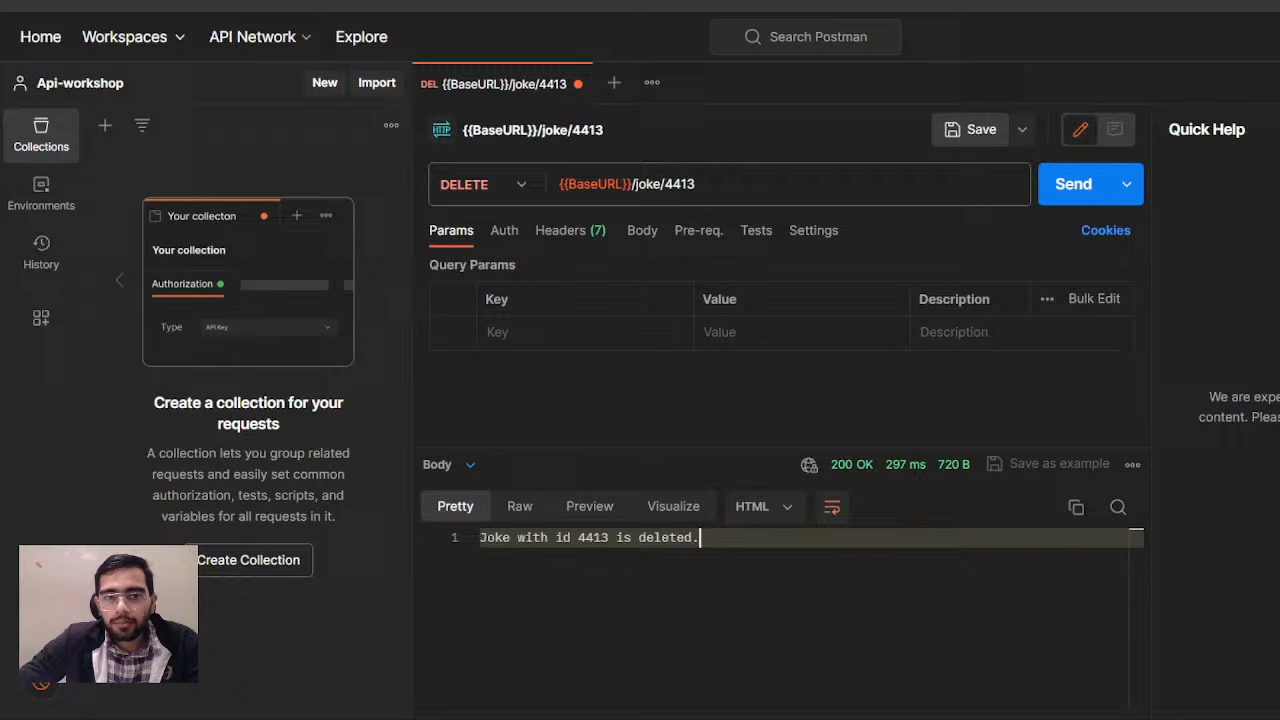 Home Workspaces API Network Explore Search Postman
Api-workshop New Import
DEL {{BaseURL}}/joke/4413
HTTP {{BaseURL}}/joke/4413 Save Quick Help
Collections
Environments
History
Your collecton
Your collection
Authorization
Type API Key
Create a collection for your
requests
A collection lets you group related
requests and easily set common
authorization, tests, scripts, and
variables for all requests in it.
Create Collection
DELETE {{BaseURL}}/joke/4413 Send
Params Auth Headers (7) Body Pre-req. Tests Settings Cookies
Query Params
Key Value Description Bulk Edit
Key Value Description
We are
content.
Body 200 OK 297 ms 720 B Save as example
Pretty Raw Preview Visualize HTML
1 Joke with id 4413 is deleted.